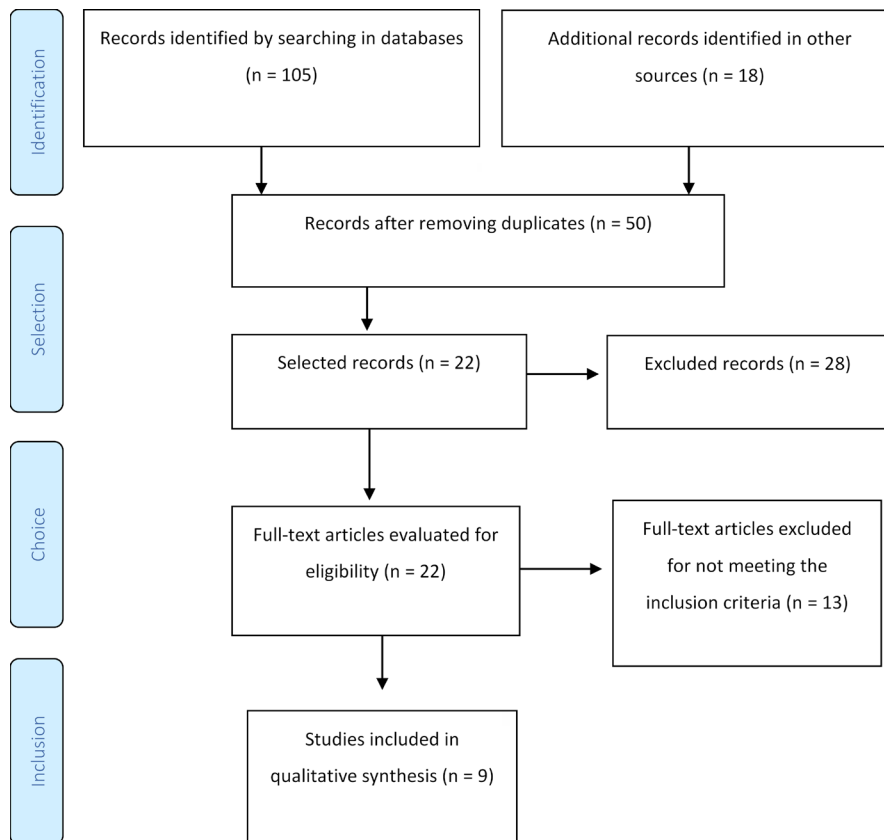 Identification
Records identified by searching in databases
(n = 105)
Additional records identified in other
sources (n = 18)
Records after removing duplicates (n = 50)
Selection
Selected records (n = 22)
Excluded records (n = 28)
Choice
Full-text articles evaluated for
eligibility (n = 22)
Full-text articles excluded
for not meeting the
inclusion criteria (n = 13)
Inclusion
Studies included in
qualitative synthesis (n = 9)